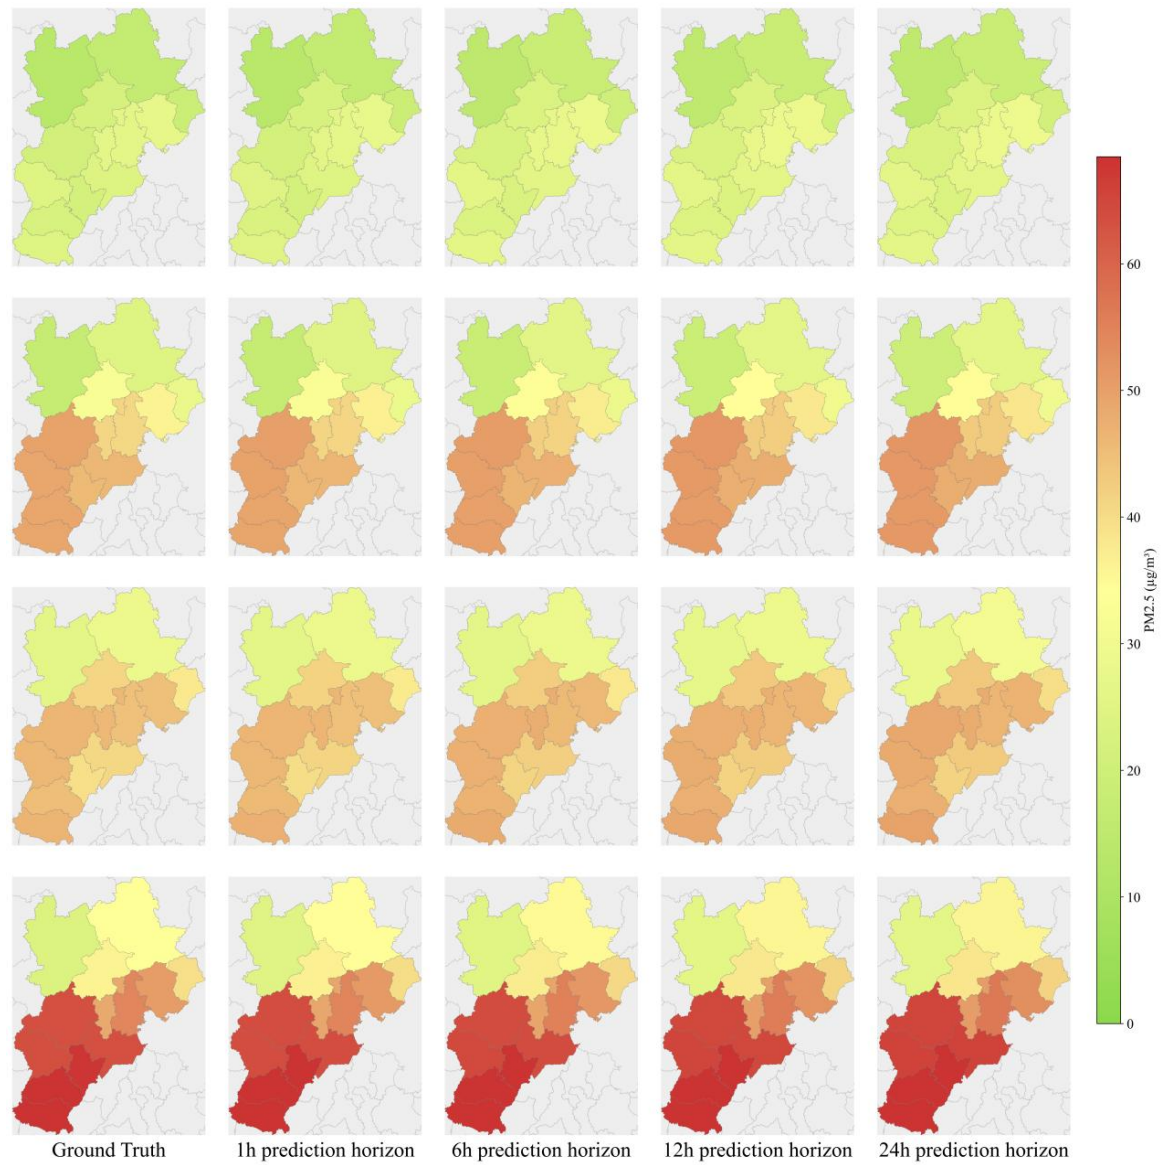 60
50
40
30
20
10
0
PM2.5 (μg/m³)
Ground Truth
1h prediction horizon
6h prediction horizon
12h prediction horizon
24h prediction horizon